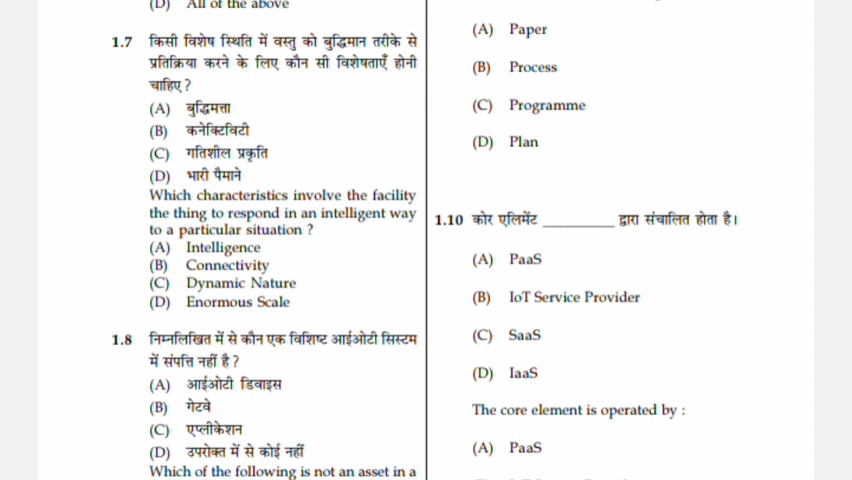 (D) All of the above
1.7 किसी विशेष स्थिति में वस्तु को बुद्धिमान तरीके से
प्रतिक्रिया करने के लिए कौन सी विशेषताएँ होनी
चाहिए ?
(A) बुद्धिमत्ता
(B) कनेक्टिविटी
(C) गतिशील प्रकृति
(D) भारी पैमाने
Which characteristics involve the facility
the thing to respond in an intelligent way
to a particular situation ?
(A) Intelligence
(B) Connectivity
(C) Dynamic Nature
(D) Enormous Scale
1.8 निम्नलिखित में से कौन एक विशिष्ट आईओटी सिस्टम
में संपत्ति नहीं है ?
(A) आईओटी डिवाइस
(B) गेटवे
(C) एप्लीकेशन
(D) उपरोक्त में से कोई नहीं
Which of the following is not an asset in a
(A) Paper
(B) Process
(C) Programme
(D) Plan
1.10 कोर एलिमेंट _________ द्वारा संचालित होता है।
(A) PaaS
(B) IoT Service Provider
(C) SaaS
(D) IaaS
The core element is operated by :
(A) PaaS